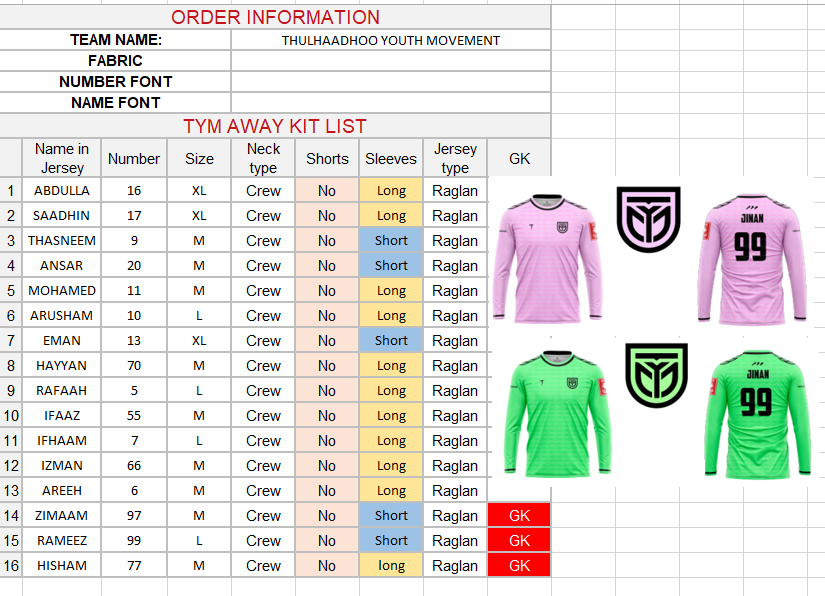 ORDER INFORMATION
TEAM NAME: THULHAADHOO YOUTH MOVEMENT
FABRIC
NUMBER FONT
NAME FONT
TYM AWAY KIT LIST
Name in Jersey Number Size Neck type Shorts Sleeves Jersey type GK
1 ABDULLA 16 XL Crew No Long Raglan
2 SAADHIN 17 XL Crew No Long Raglan
3 THASNEEM 9 M Crew No Short Raglan
4 ANSAR 20 M Crew No Short Raglan
5 MOHAMED 11 M Crew No Long Raglan
6 ARUSHAM 10 L Crew No Long Raglan
7 EMAN 13 XL Crew No Short Raglan
8 HAYYAN 70 M Crew No Long Raglan
9 RAFAAH 5 L Crew No Long Raglan
10 IFAAZ 55 M Crew No Long Raglan
11 IFHAAM 7 L Crew No Long Raglan
12 IZMAN 66 M Crew No Long Raglan
13 AREEH 6 M Crew No Long Raglan
14 ZIMAAM 97 M Crew No Short Raglan GK
15 RAMEEZ 99 L Crew No Short Raglan GK
16 HISHAM 77 M Crew No long Raglan GK
JINAN
99
JINAN
99